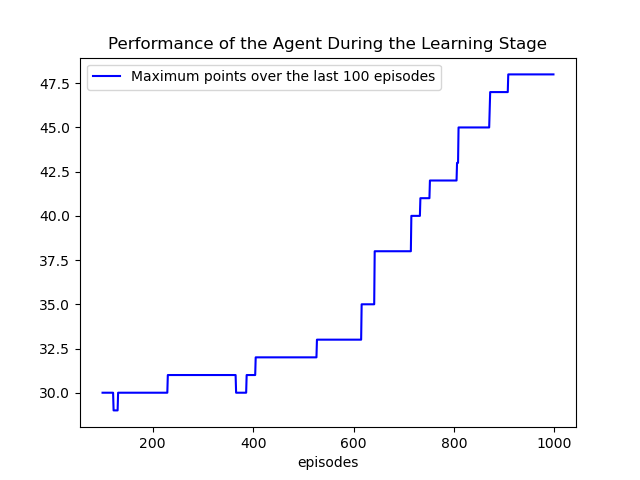 Performance of the Agent During the Learning Stage
Maximum points over the last 100 episodes
47.5
45.0
42.5
40.0
37.5
35.0
32.5
30.0
200 400 600 800 1000
episodes